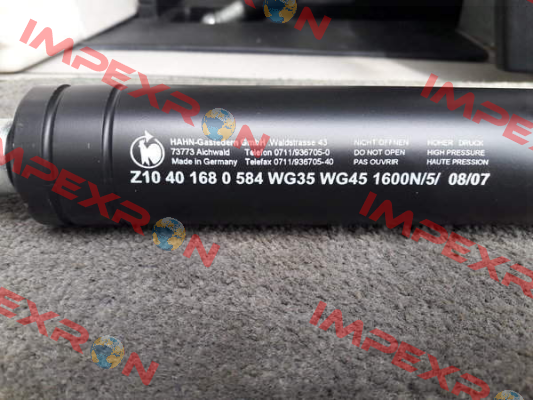 HAHN-Gasfedern GmbH Waldstrasse 43 NICHT ÖFFNEN HOHER DRUCK
73773 Aichwald Telefon 0711/936705-0 DO NOT OPEN HIGH PRESSURE
Made in Germany Telefax 0711/936705-40 PAS OUVRIR HAUTE PRESSION
Z10 40 168 0 584 WG35 WG45 1600N/5/ 08/07
IMPEXRON
IMPEXRON
IMPEXRON
IMPEXRON
IMPEXRON